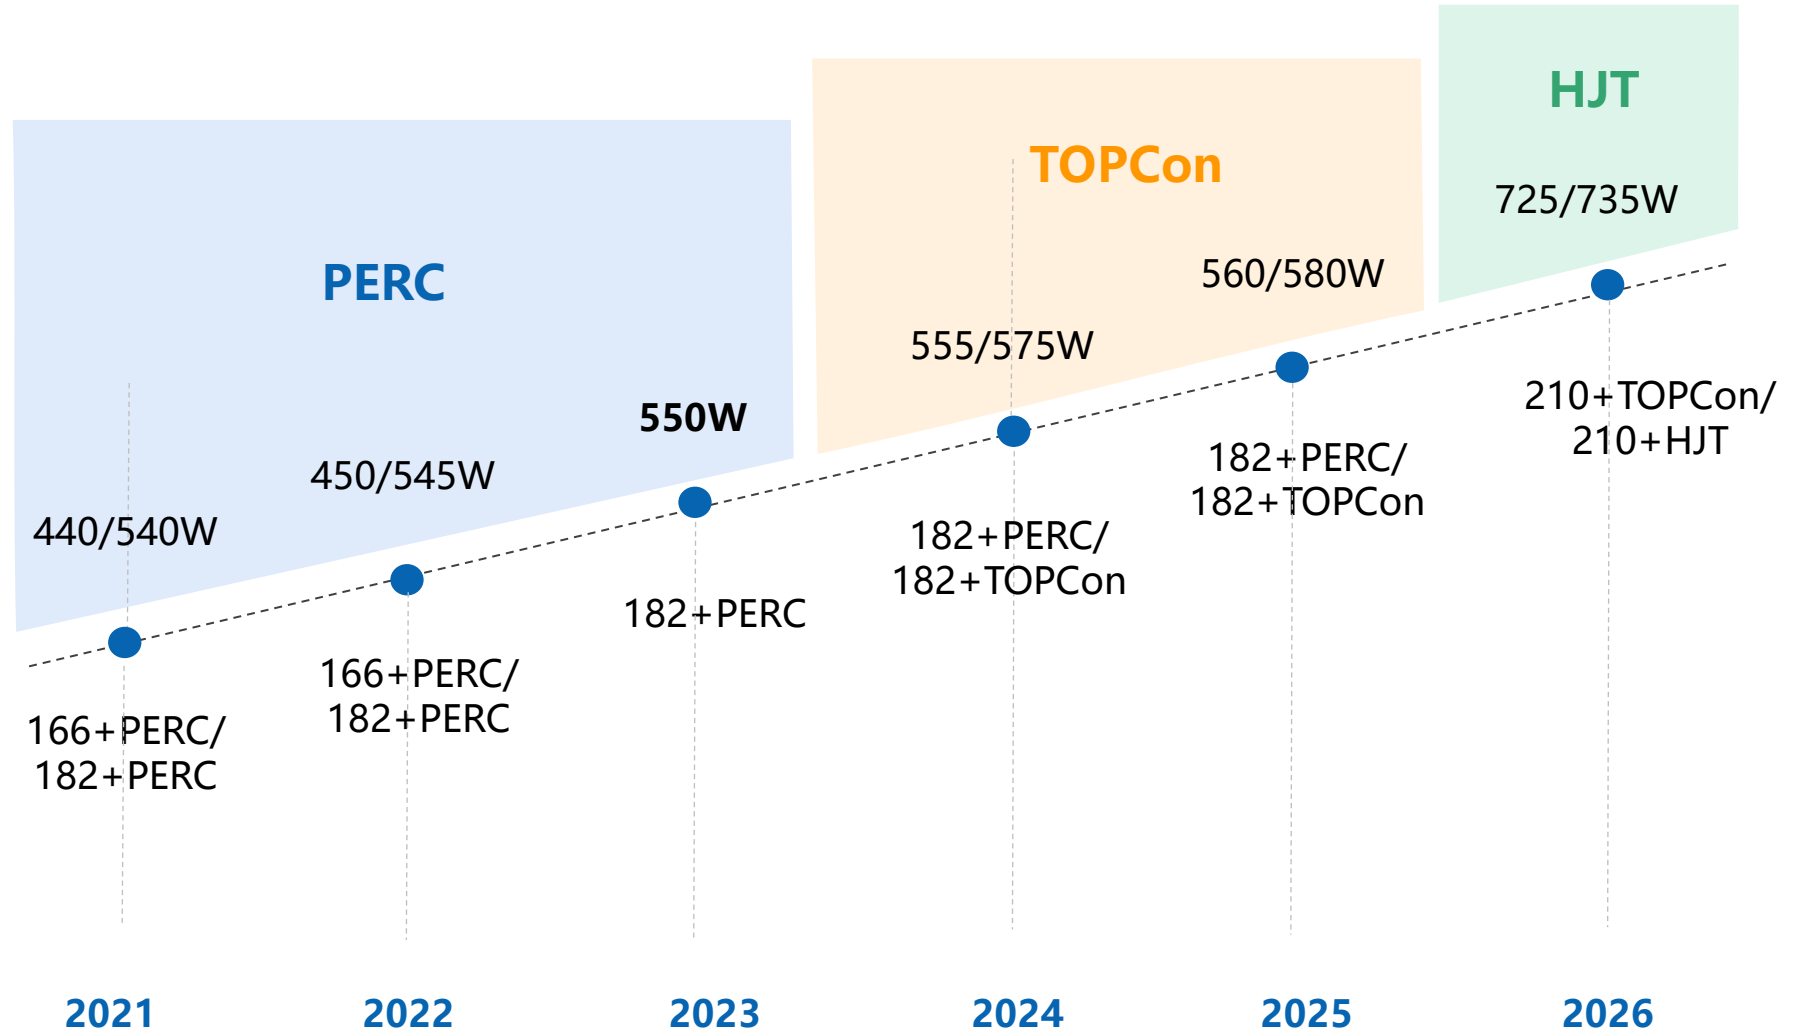 HJT
725/735W
TOPCon
560/580W
555/575W
PERC
550W
450/545W
440/540W
166+PERC/
182+PERC
166+PERC/
182+PERC
182+PERC
182+PERC/
182+TOPCon
182+PERC/
182+TOPCon
210+TOPCon/
210+HJT
2021
2022
2023
2024
2025
2026